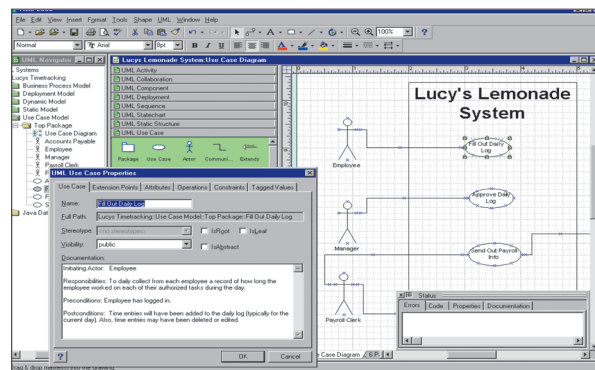 File Edit View Insert Format Tools Shape UML Window Help
100%
Normal
Arial
8pt.
UML Navigator
Systems
Lucys Timetracking
Business Process Model
Deployment Model
Dynamic Model
Static Model
Use Case Model
Top Package
Use Case Diagram
Accounts Payable
Employee
Manager
Payroll Clerk
Java Dat
Lucys Lemonade System:Use Case Diagram
UML Activity
UML Collaboration
UML Component
UML Deployment
UML Sequence
UML Statechart
UML Static Structure
UML Use Case
Package Use Case Actor Communi... Extends
Lucy's Lemonade
System
Employee
Fill Out Daily
Log
Manager
Approve Daily
Log
Send Out Payroll
Info
Payroll Clerk
UML Use Case Properties
Use Case Extension Points Attributes Operations Constraints Tagged Values
Name: Fill Out Daily Log
Full Path: Lucys Timetracking::Use Case Model::Top Package::Fill Out Daily Log
Stereotype: <no stereotype> IsRoot IsLeaf
Visibility: public IsAbstract
Documentation:
Initiating Actor: Employee
Responsibilities: To daily collect from each employee a record of how long the
employee worked on each of their authorized tasks during the day.
Preconditions: Employee has logged in.
Postconditions: Time entries will have been added to the daily log (typically for the
current day). Also, time entries may have been deleted or edited.
? OK Cancel
Status
Errors Code Properties Documentation
e Case Diagram